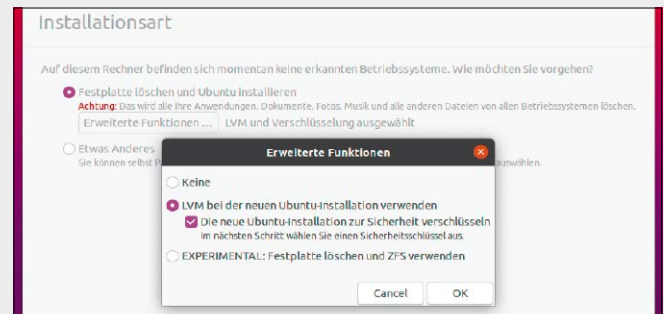 Installationsart
Auf diesem Rechner befinden sich momentan keine erkannten Betriebssysteme. Wie möchten Sie vorgehen?
Festplatte löschen und Ubuntu installieren
Achtung: Das wird alle Ihre Anwendungen, Dokumente, Fotos, Musik und alle anderen Dateien von allen Betriebssystemen löschen.
Erweiterte Funktionen ... LVM und Verschlüsselung ausgewählt
Etwas Anderes
Sie können selbst auswählen.
Erweiterte Funktionen
Keine
LVM bei der neuen Ubuntu-Installation verwenden
Die neue Ubuntu-Installation zur Sicherheit verschlüsseln
Im nächsten Schritt wählen Sie einen Sicherheitsschlüssel aus.
EXPERIMENTAL: Festplatte löschen und ZFS verwenden
Cancel OK